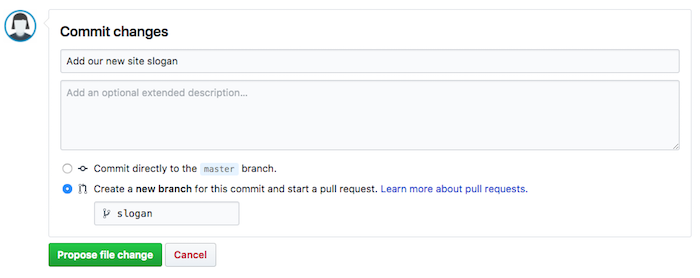 Commit changes
Add our new site slogan
Add an optional extended description...
Commit directly to the master branch.
Create a new branch for this commit and start a pull request. Learn more about pull requests.
slogan
Propose file change Cancel